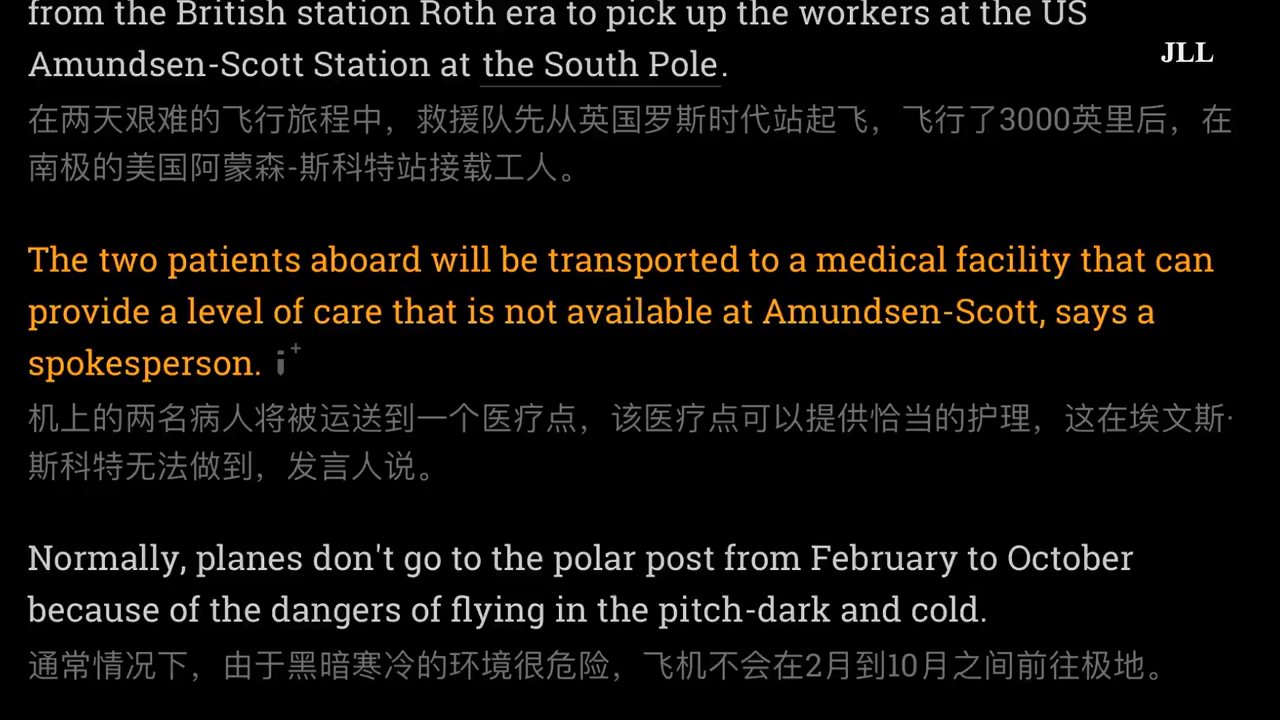 from the British station Roth era to pick up the workers at the US
JLL
Amundsen-Scott Station at the South Pole.
在两天艰难的飞行旅程中，救援队先从英国罗斯时代站起飞，飞行了3000英里后，在
南极的美国阿蒙森-斯科特站接载工人。
The two patients aboard will be transported to a medical facility that can
provide a level of care that is not available at Amundsen-Scott, says a
spokesperson.
机上的两名病人将被运送到一个医疗点，该医疗点可以提供恰当的护理，这在埃文斯·
斯科特无法做到，发言人说。
Normally, planes don't go to the polar post from February to October
because of the dangers of flying in the pitch-dark and cold.
通常情况下，由于黑暗寒冷的环境很危险，飞机不会在2月到10月之间前往极地。